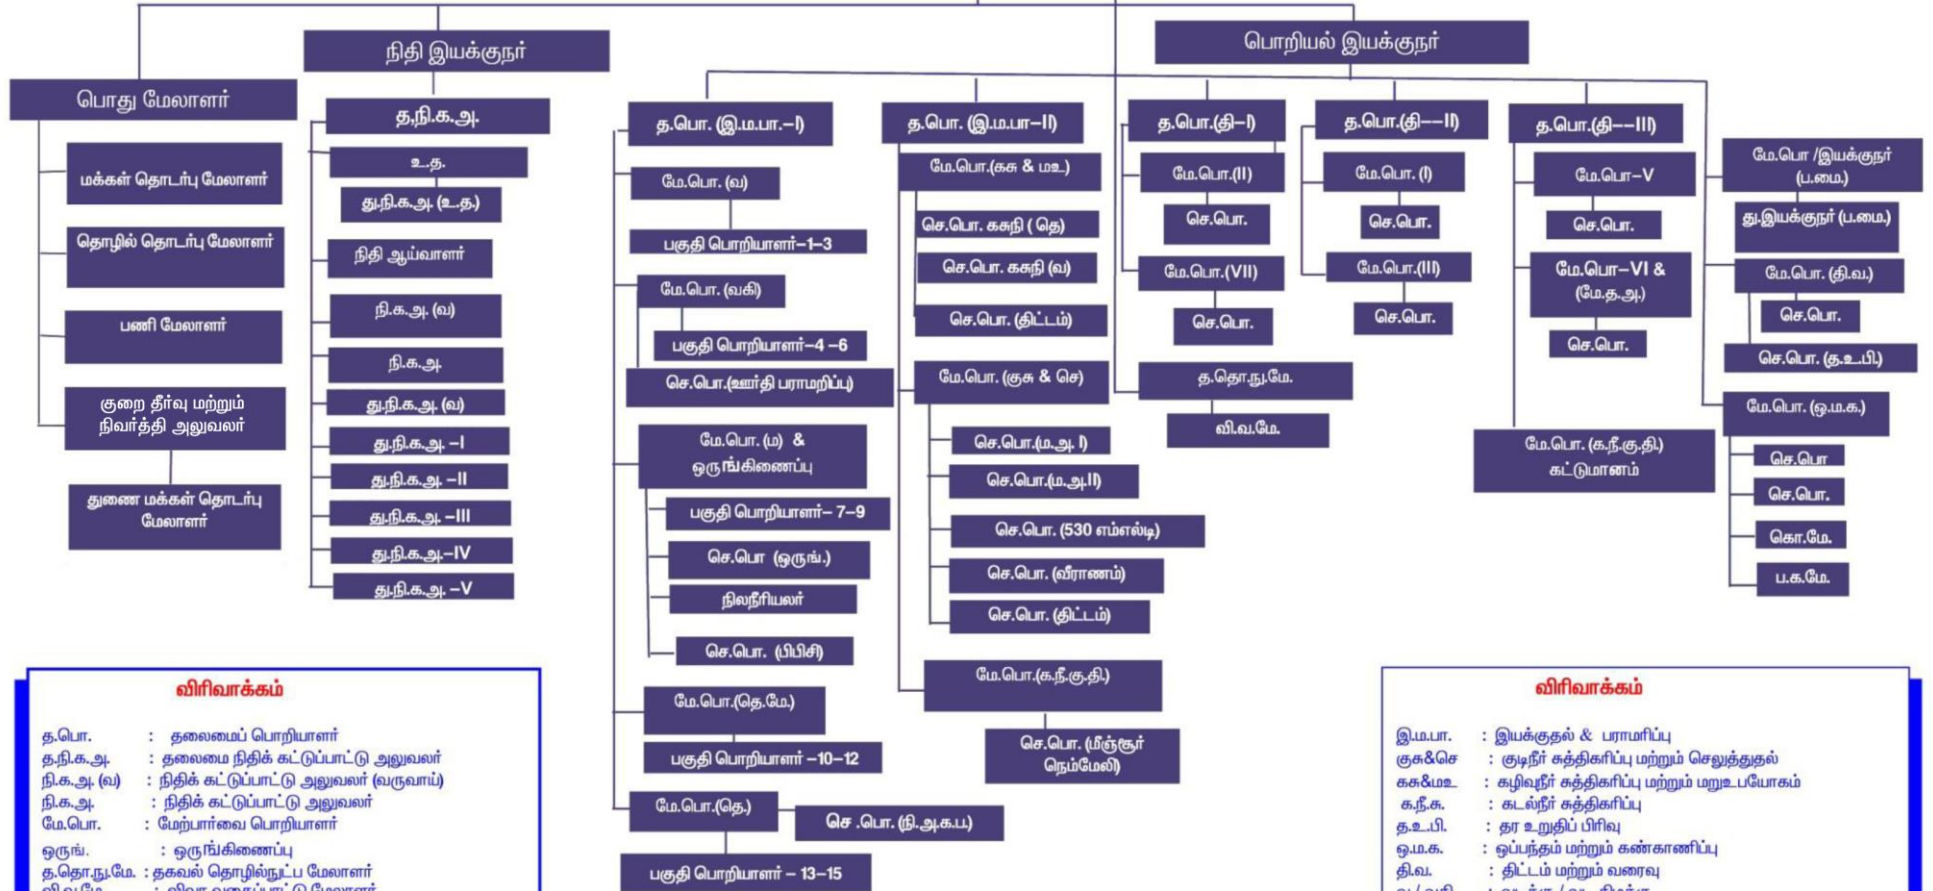 நிதி இயக்குநர்
பொறியல் இயக்குநர்
பொது மேலாளர்
மக்கள் தொடர்பு மேலாளர்
தொழில் தொடர்பு மேலாளர்
பணி மேலாளர்
குறை தீர்வு மற்றும்
நிவர்த்தி அலுவலர்
துணை மக்கள் தொடர்பு
மேலாளர்
த,நி.க.அ.
உ.த.
து.நி.க.அ. (உ.த.)
நிதி ஆய்வாளர்
நி.க.அ. (வ)
நி.க.அ.
து.நி.க.அ. (வ)
து.நி.க.அ. –I
து.நி.க.அ. –II
து.நி.க.அ. –III
து.நி.க.அ.–IV
து.நி.க.அ. –V
த.பொ. (இ.ம.பா.–I)
மே.பொ. (வ)
பகுதி பொறியாளர்–1–3
மே.பொ. (வகி)
பகுதி பொறியாளர்–4 –6
செ.பொ.(ஊர்தி பராமறிப்பு)
மே.பொ. (ம) &
ஒருங்கிணைப்பு
பகுதி பொறியாளர்– 7–9
செ.பொ (ஒருங்.)
நிலநீரியலர்
செ.பொ. (பிபிசி)
மே.பொ.(தெ.மே.)
பகுதி பொறியாளர் –10–12
மே.பொ.(தெ.)
செ .பொ. (நி.அ.க.ப.)
பகுதி பொறியாளர் – 13–15
த.பொ. (இ.ம.பா–II)
மே.பொ.(கசு & மஉ)
செ.பொ. கசுநி ( தெ)
செ.பொ. கசுநி (வ)
செ.பொ. (திட்டம்)
மே.பொ. (குசு & செ)
செ.பொ.(ம.அ. I)
செ.பொ.(ம.அ.II)
செ.பொ. (530 எம்எல்டி)
செ.பொ. (வீராணம்)
செ.பொ. (திட்டம்)
மே.பொ.(க.நீ.கு.தி.)
செ.பொ. (மீஞ்சூர்
நெம்மேலி)
த.பொ.(தி–I)
மே.பொ.(II)
செ.பொ.
மே.பொ.(VII)
செ.பொ.
த.தொ.நு.மே.
வி.வ.மே.
த.பொ.(தி––II)
மே.பொ. (I)
செ.பொ.
மே.பொ.(III)
செ.பொ.
த.பொ.(தி––III)
மே.பொ–V
செ.பொ.
மே.பொ–VI &
(மே.த.அ.)
செ.பொ.
மே.பொ. (க.நீ.கு.தி.)
கட்டுமானம்
மே.பொ /இயக்குநர்
(ப.மை.)
து.இயக்குநர் (ப.மை.)
மே.பொ. (தி.வ.)
செ.பொ.
செ.பொ. (த.உ.பி.)
மே.பொ. (ஒ.ம.க.)
செ.பொ
செ.பொ.
கொ.மே.
ப.க.மே.
விரிவாக்கம்
த.பொ. : தலைமைப் பொறியாளர்
த.நி.க.அ. : தலைமை நிதிக் கட்டுப்பாட்டு அலுவலர்
நி.க.அ. (வ) : நிதிக் கட்டுப்பாட்டு அலுவலர் (வருவாய்)
நி.க.அ. : நிதிக் கட்டுப்பாட்டு அலுவலர்
மே.பொ. : மேற்பார்வை பொறியாளர்
ஒருங். : ஒருங்கிணைப்பு
த.தொ.நு.மே. : தகவல் தொழில்நுட்ப மேலாளர்
விரிவாக்கம்
இ.ம.பா. : இயக்குதல் & பராமரிப்பு
குசு&செ : குடிநீர் சுத்திகரிப்பு மற்றும் செலுத்துதல்
கசு&மஉ : கழிவுநீர் சுத்திகரிப்பு மற்றும் மறுஉபயோகம்
க.நீ.சு. : கடல்நீர் சுத்திகரிப்பு
த.உ.பி. : தர உறுதிப் பிரிவு
ஒ.ம.க. : ஒப்பந்தம் மற்றும் கண்காணிப்பு
தி.வ. : திட்டம் மற்றும் வரைவு